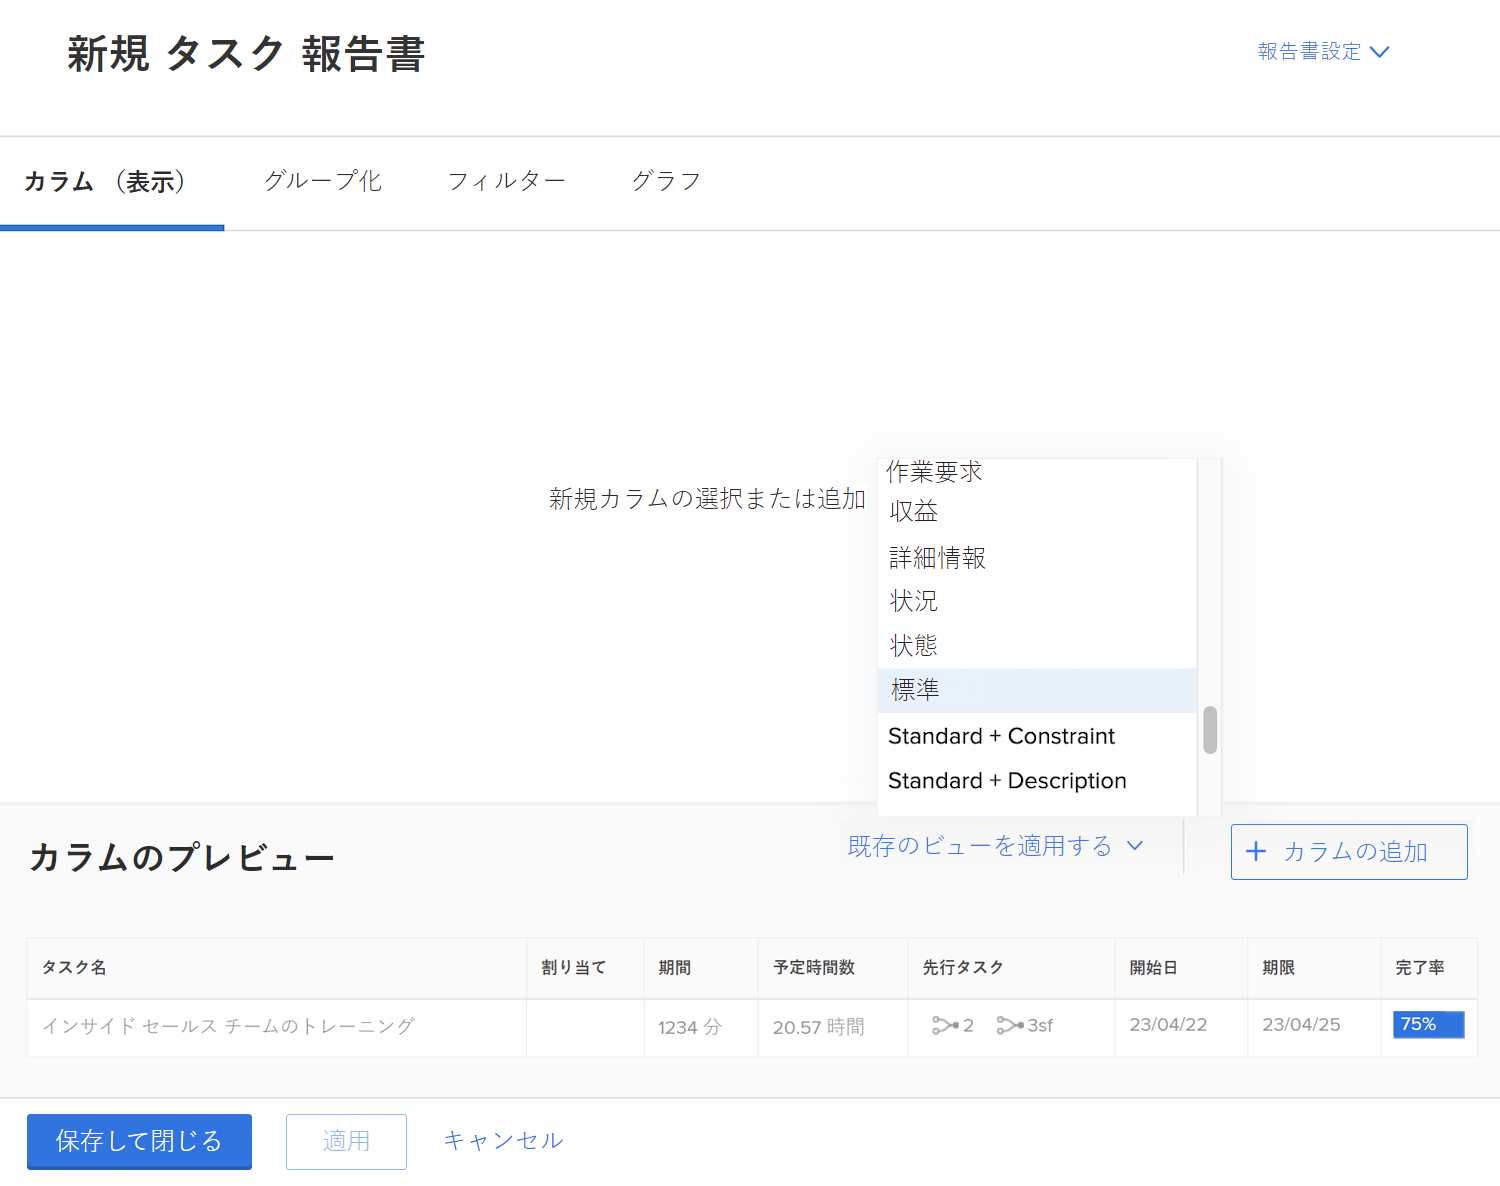 新規 タスク 報告書
報告書設定
カラム （表示）
グループ化
フィルター
グラフ
新規カラムの選択または追加
作業要求
収益
詳細情報
状況
状態
標準
Standard + Constraint
Standard + Description
カラムのプレビュー
既存のビューを適用する
+ カラムの追加
タスク名 割り当て 期間 予定時間数 先行タスク 開始日 期限 完了率
インサイド セールス チームのトレーニング 1234 分 20.57 時間 2 3sf 23/04/22 23/04/25 75%
保存して閉じる
適用
キャンセル